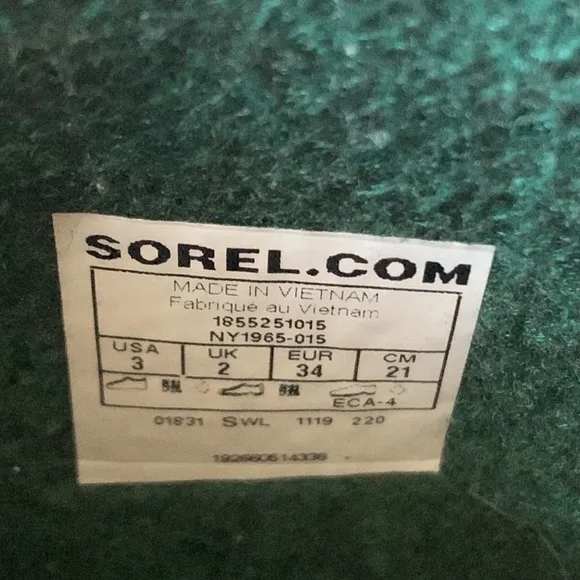 SOREL.COM
MADE IN VIETNAM
Fabriqué au Vietnam
1855251015
NY1965-015
USA UK EUR CM
3 2 34 21
ECA-4
01831 SWL 1119 220
192660514336